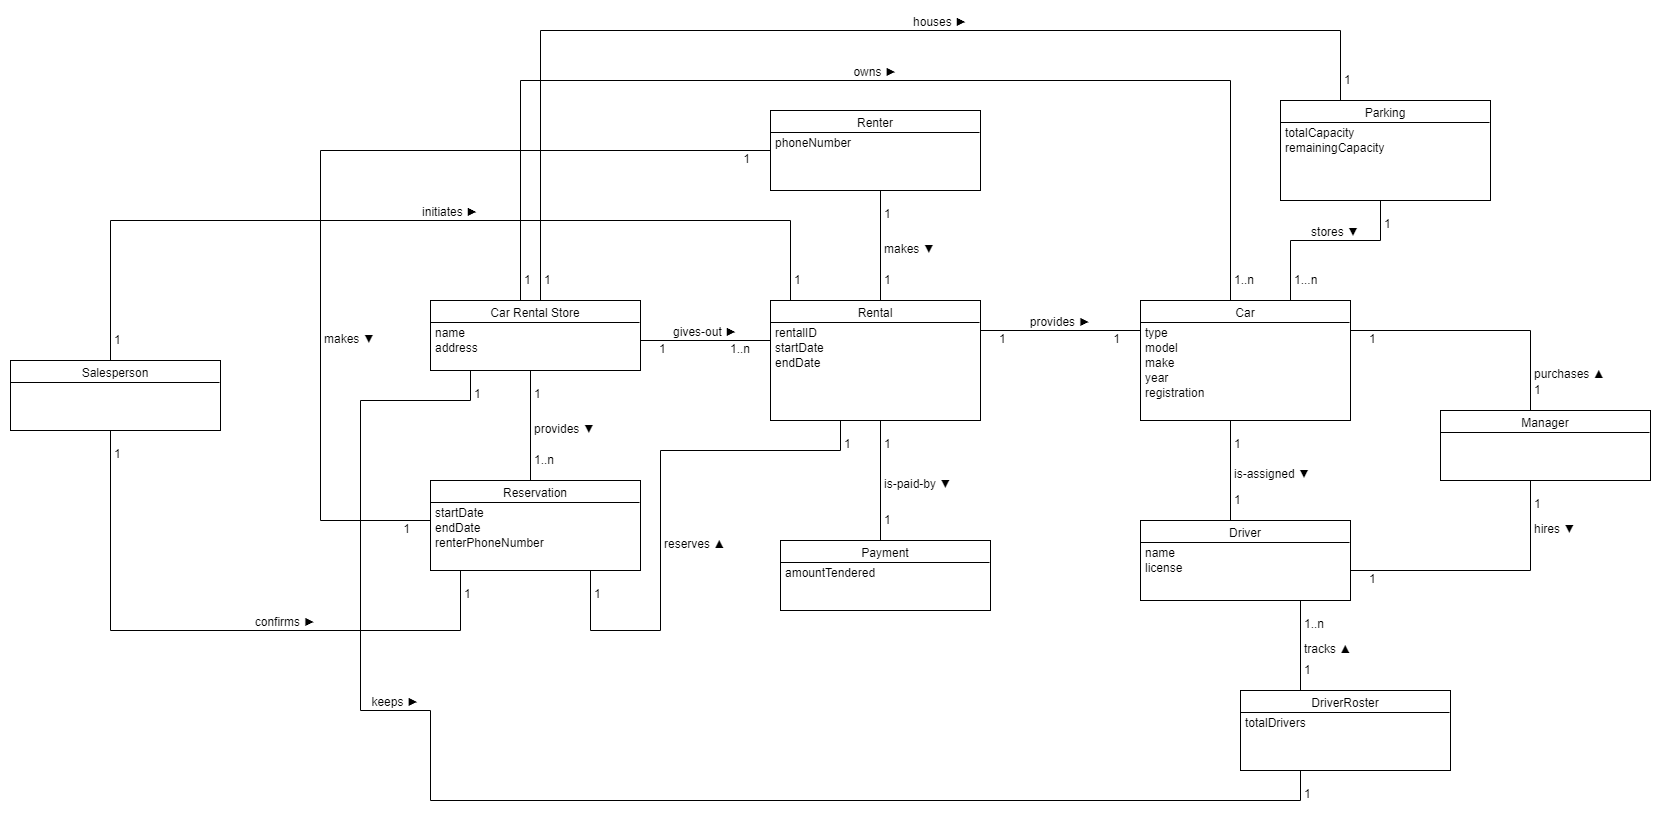 houses ►
owns ►
1
Parking
totalCapacity
remainingCapacity
Renter
phoneNumber
1
initiates ►
1
1
stores ▼
makes ▼
1
1
1
1
1..n
1...n
Car Rental Store
name
address
Rental
rentalID
startDate
endDate
Car
type
model
make
year
registration
gives-out ►
1
1..n
provides ►
1
1
1
1
makes ▼
Salesperson
purchases ▲
1
Manager
1
1
provides ▼
1..n
1
1
1
1
is-paid-by ▼
1
is-assigned ▼
1
Reservation
startDate
endDate
renterPhoneNumber
1
1
hires ▼
1
reserves ▲
Payment
amountTendered
Driver
name
license
1
1
confirms ►
1..n
tracks ▲
1
keeps ►
DriverRoster
totalDrivers
1